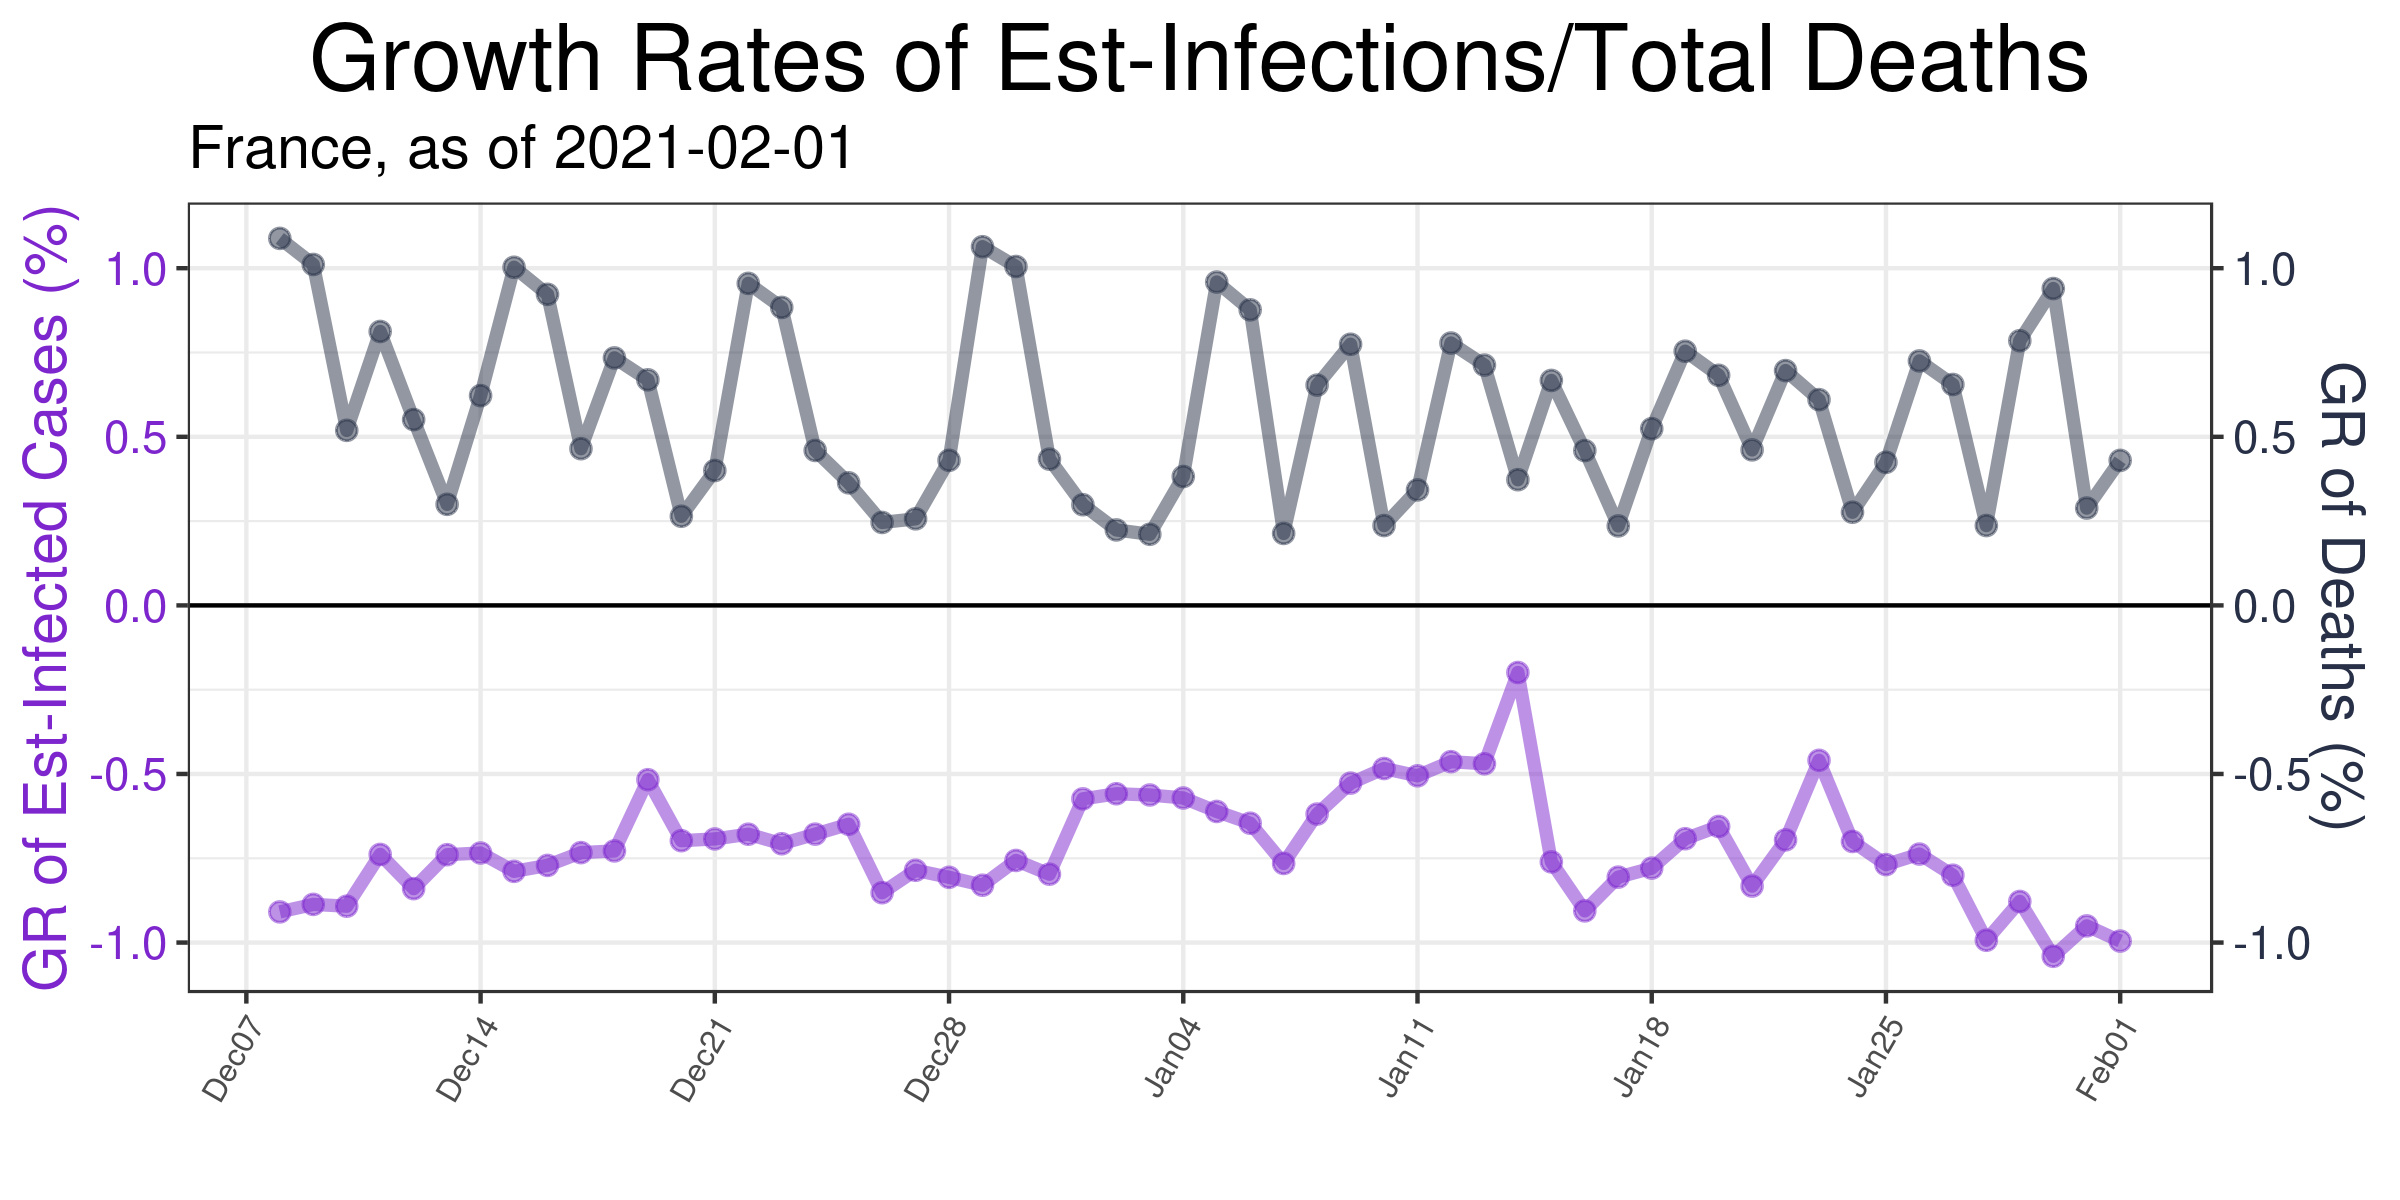 Growth Rates of Est-Infections/Total Deaths
France, as of 2021-02-01
GR of Est-Infected Cases (%)
1.0
0.5
0.0
-0.5
-1.0
1.0
0.5
0.0
-0.5
-1.0
GR of Deaths (%)
Dec07
Dec14
Dec21
Dec28
Jan04
Jan11
Jan18
Jan25
Feb01